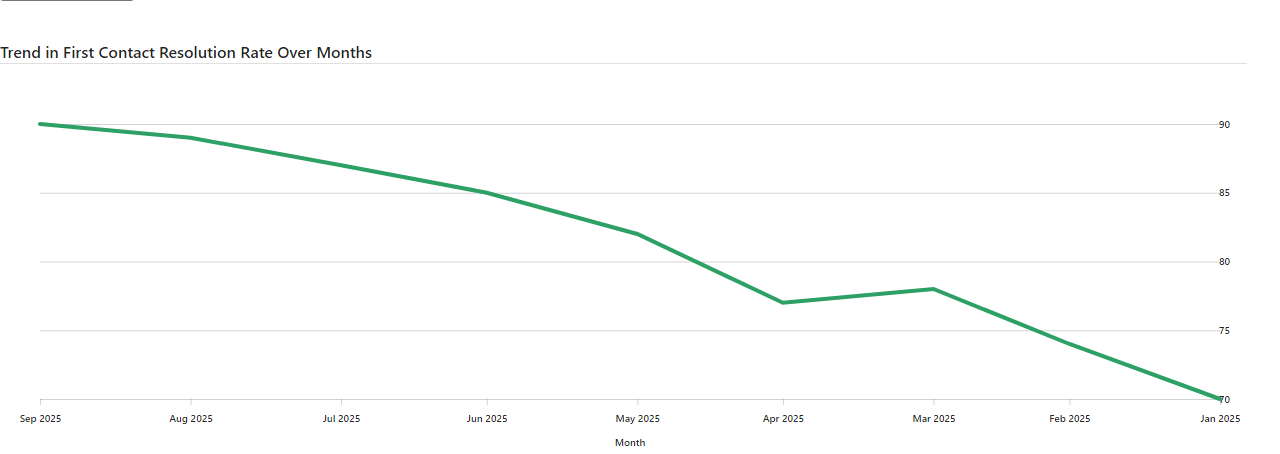 Trend in First Contact Resolution Rate Over Months
90
85
80
75
70
Sep 2025 Aug 2025 Jul 2025 Jun 2025 May 2025 Apr 2025 Mar 2025 Feb 2025 Jan 2025
Month